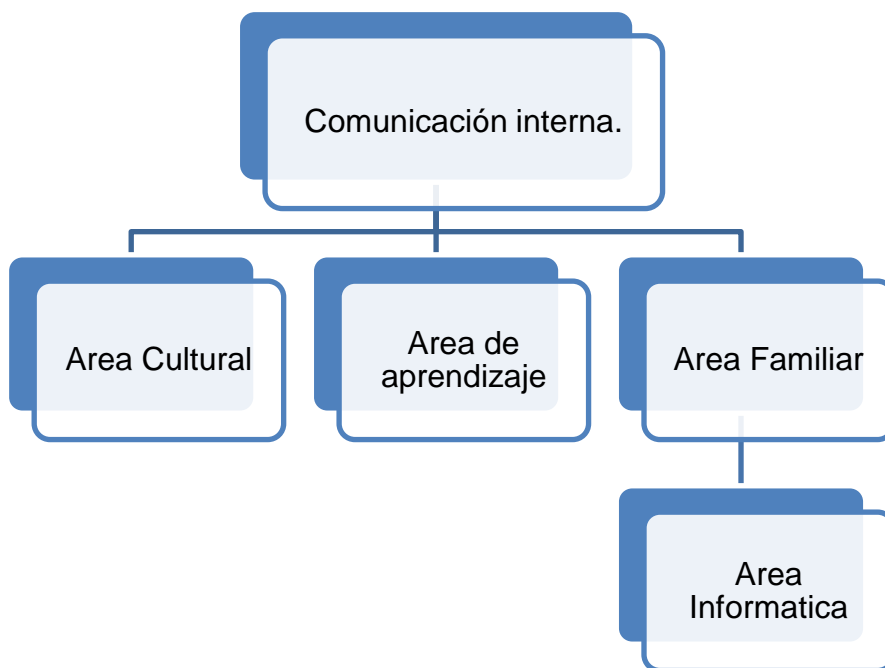 Comunicación interna.
Area Cultural
Area de
aprendizaje
Area Familiar
Area
Informatica